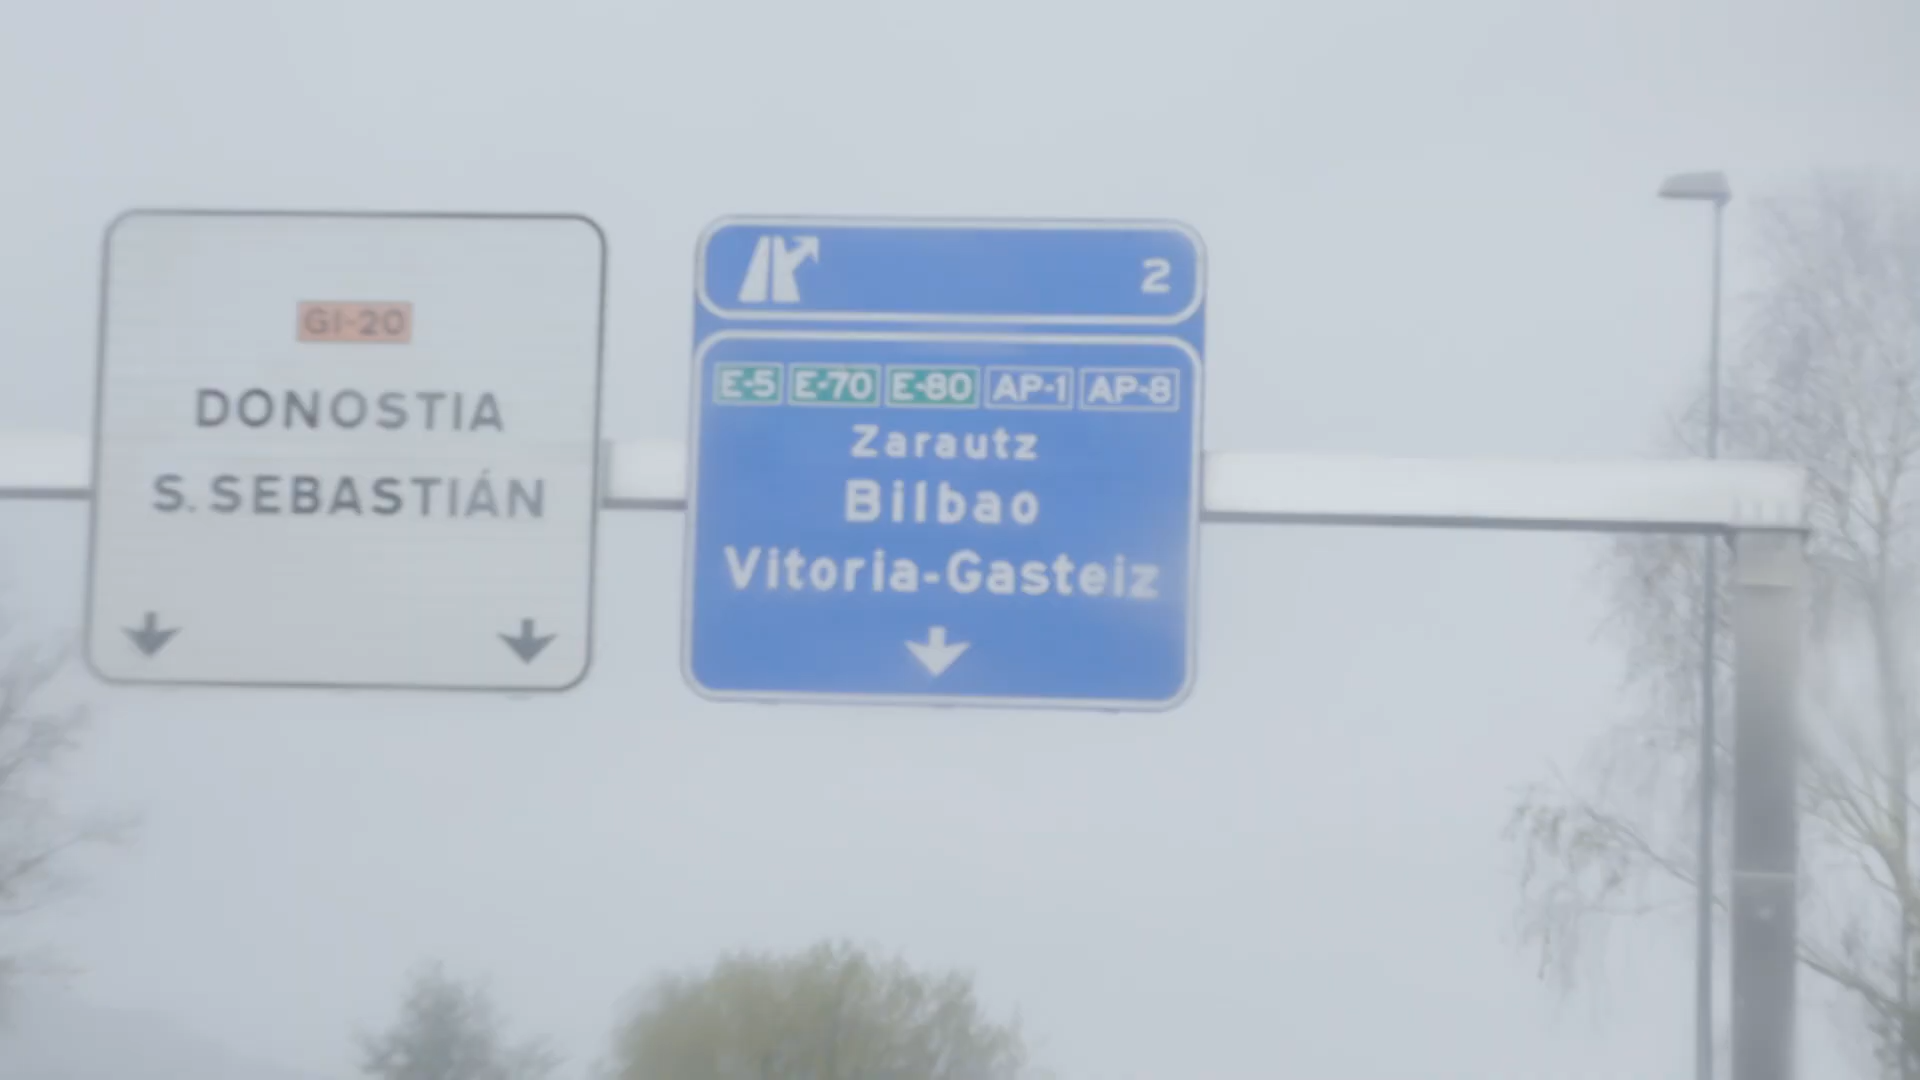 GI-20
DONOSTIA
S. SEBASTIÁN
2
E-5 E-70 E-80 AP-1 AP-8
Zarautz
Bilbao
Vitoria-Gasteiz